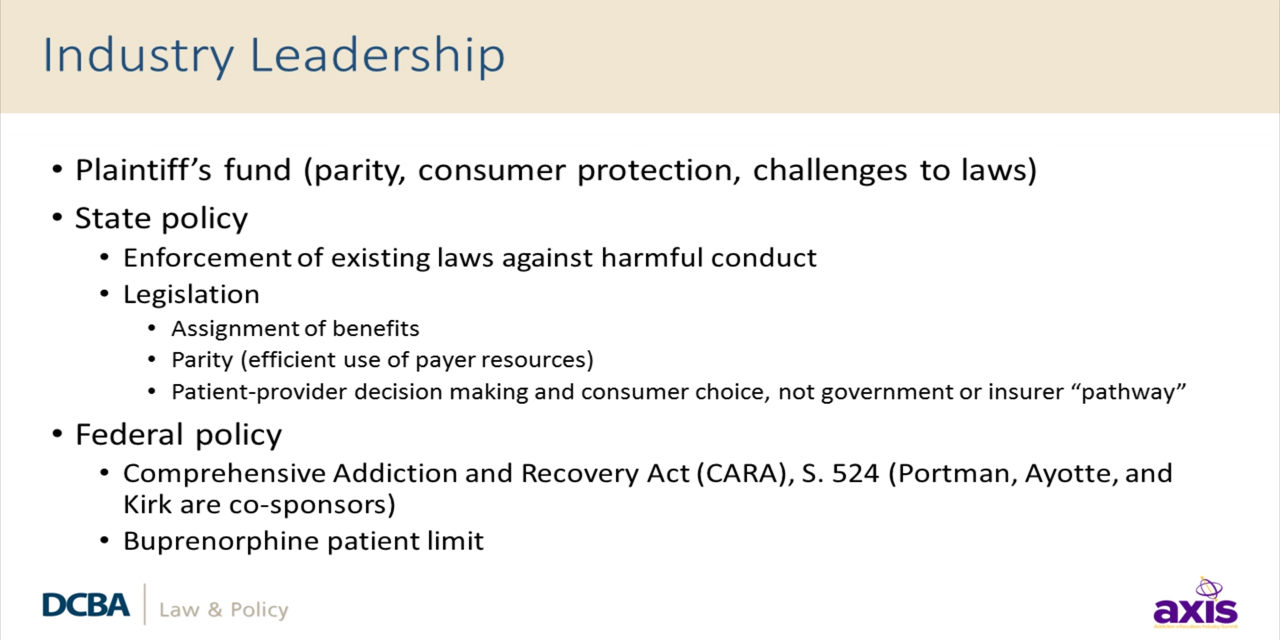 Industry Leadership
• Plaintiff’s fund (parity, consumer protection, challenges to laws)
• State policy
• Enforcement of existing laws against harmful conduct
• Legislation
• Assignment of benefits
• Parity (efficient use of payer resources)
• Patient-provider decision making and consumer choice, not government or insurer “pathway”
• Federal policy
• Comprehensive Addiction and Recovery Act (CARA), S. 524 (Portman, Ayotte, and
Kirk are co-sponsors)
• Buprenorphine patient limit
DCBA | Law & Policy
axis